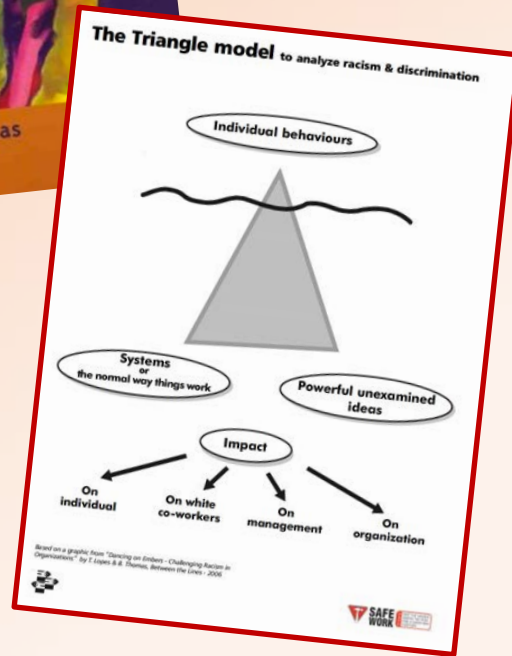 as
The Triangle model to analyze racism & discrimination
Individual behaviours
Systems
or
the normal way things work
Powerful unexamined
ideas
Impact
On
individual
On white
co-workers
On
management
On
organization
Based on a graphic from "Dancing on Embers - Challenging Racism in
Organizations" by T. Lopes & B. Thomas, Between the Lines - 2006
SAFE
WORK